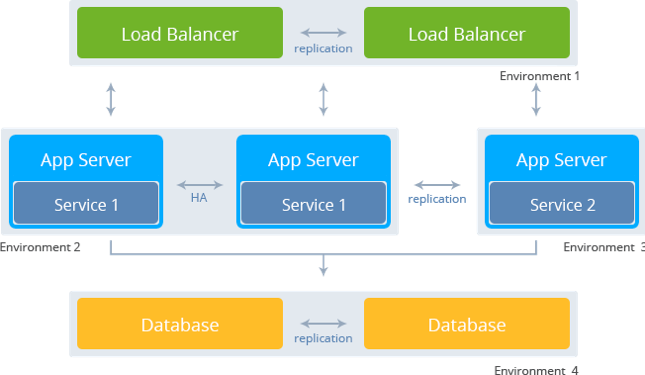 Load Balancer
replication
Load Balancer
Environment 1
App Server
Service 1
HA
App Server
Service 1
replication
App Server
Service 2
Environment 2
Environment 3
Database
replication
Database
Environment 4